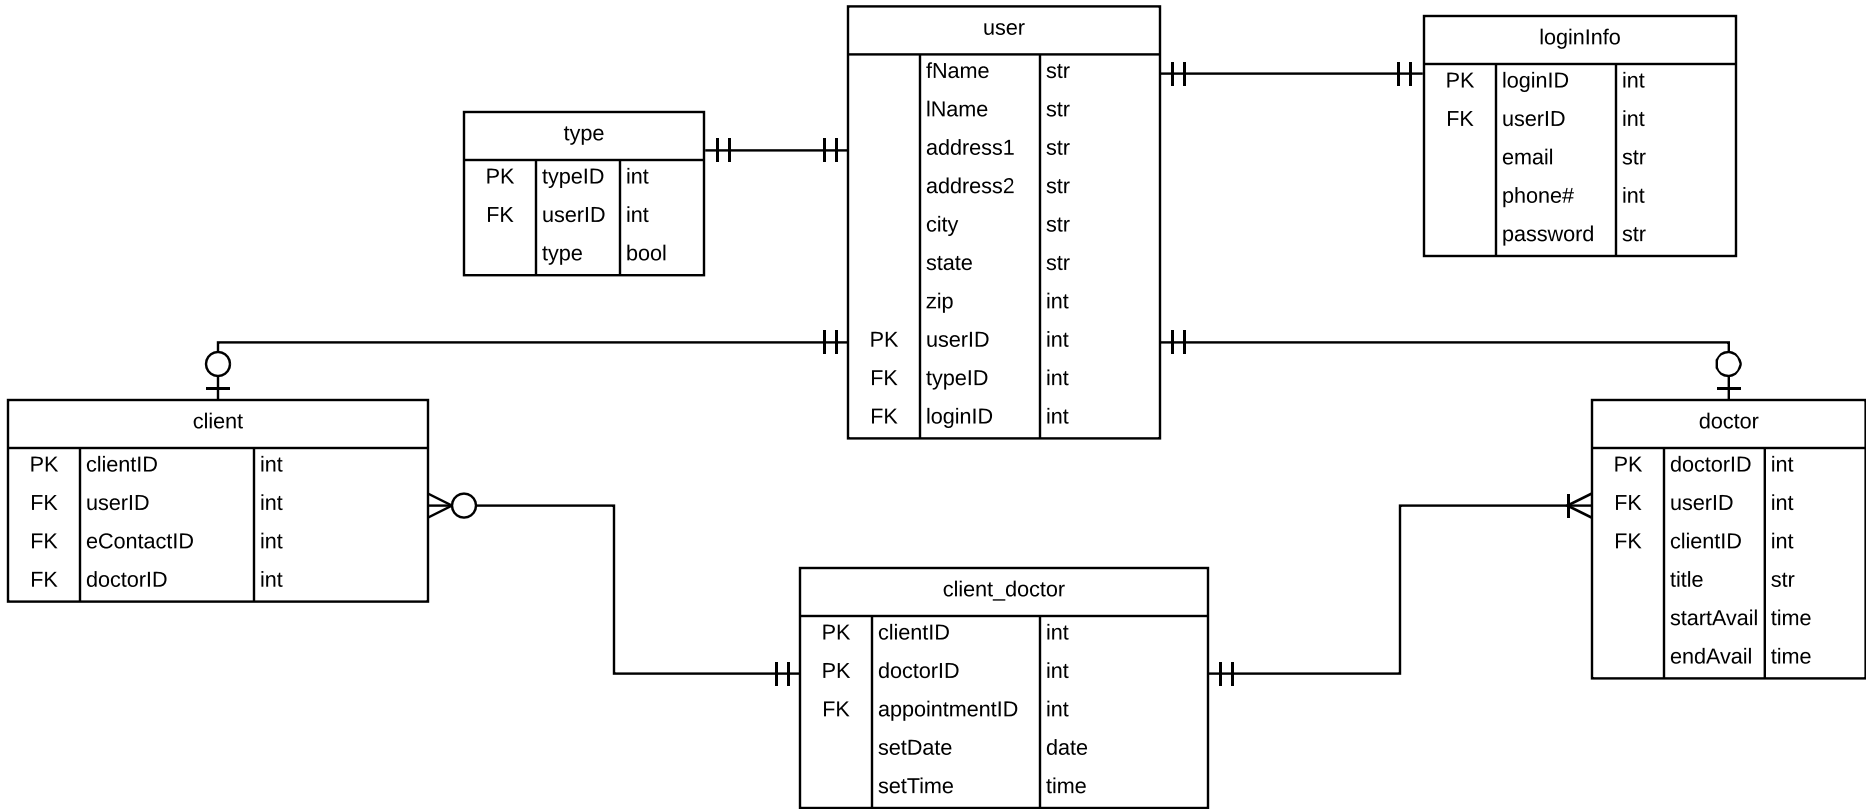 user
fName str
lName str
address1 str
address2 str
city str
state str
zip int
PK userID int
FK typeID int
FK loginID int
loginInfo
PK loginID int
FK userID int
email str
phone# int
password str
type
PK typeID int
FK userID int
type bool
client
PK clientID int
FK userID int
FK eContactID int
FK doctorID int
doctor
PK doctorID int
FK userID int
FK clientID int
title str
startAvail time
endAvail time
client_doctor
PK clientID int
PK doctorID int
FK appointmentID int
setDate date
setTime time